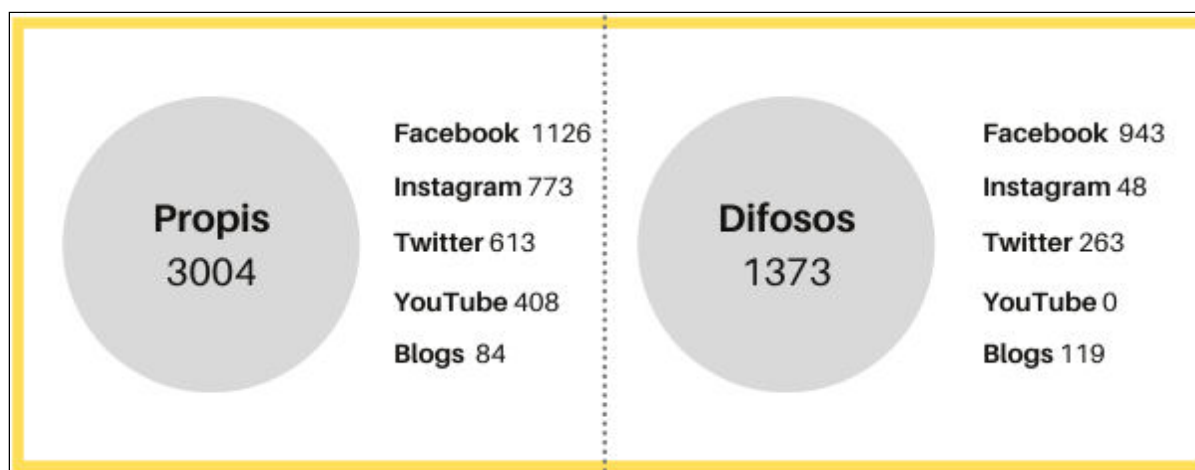 Propis
3004
Facebook 1126
Instagram 773
Twitter 613
YouTube 408
Blogs 84
Difosos
1373
Facebook 943
Instagram 48
Twitter 263
YouTube 0
Blogs 119